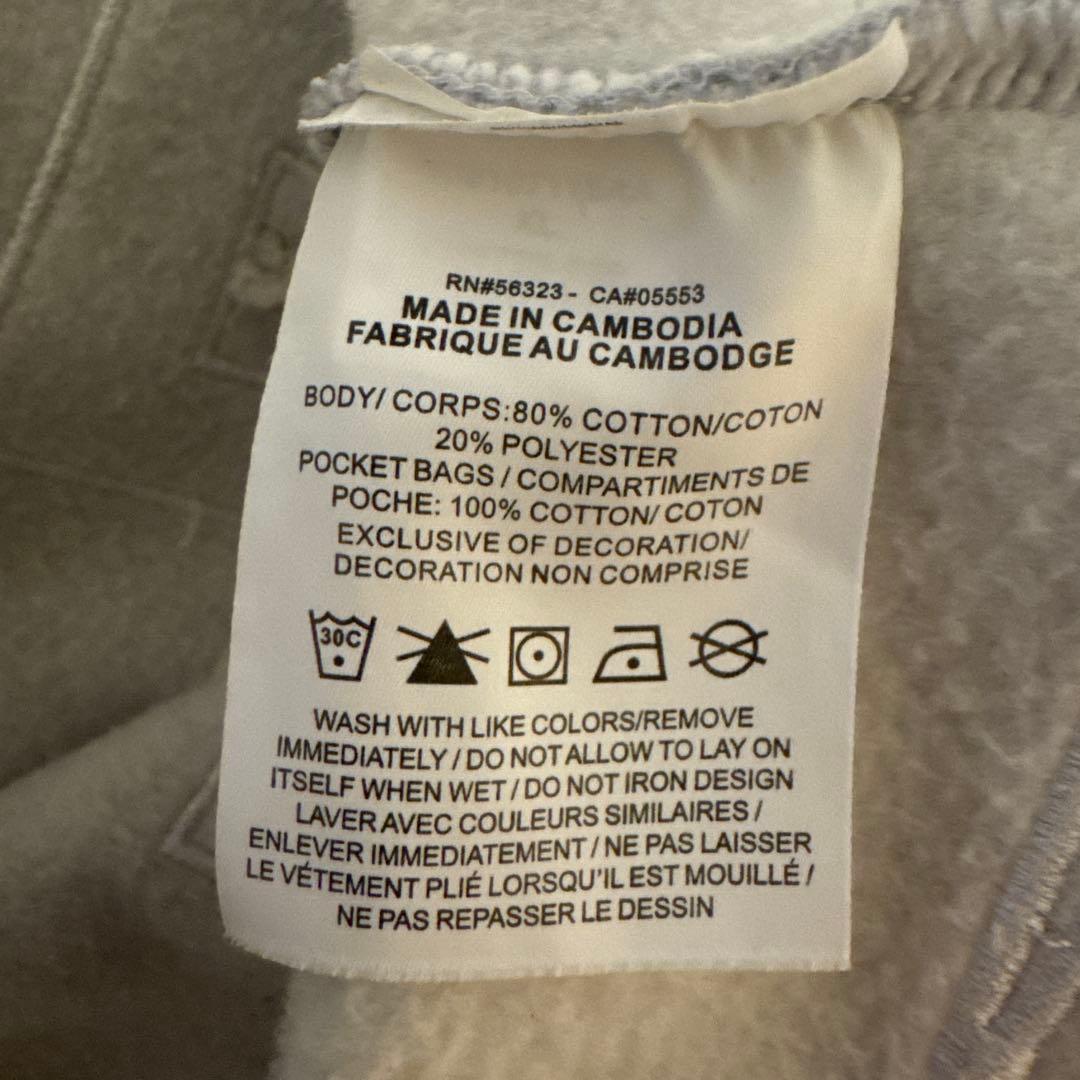 RN#56323 - CA#05553
MADE IN CAMBODIA
FABRIQUE AU CAMBODGE
BODY/ CORPS:80% COTTON/COTON
20% POLYESTER
POCKET BAGS / COMPARTIMENTS DE
POCHE: 100% COTTON/ COTON
EXCLUSIVE OF DECORATION/
DECORATION NON COMPRISE
30C
WASH WITH LIKE COLORS/REMOVE
IMMEDIATELY / DO NOT ALLOW TO LAY ON
ITSELF WHEN WET / DO NOT IRON DESIGN
LAVER AVEC COULEURS SIMILAIRES /
ENLEVER IMMEDIATEMENT / NE PAS LAISSER
LE VÉTEMENT PLIÉ LORSQU'IL EST MOUILLÉ /
NE PAS REPASSER LE DESSIN